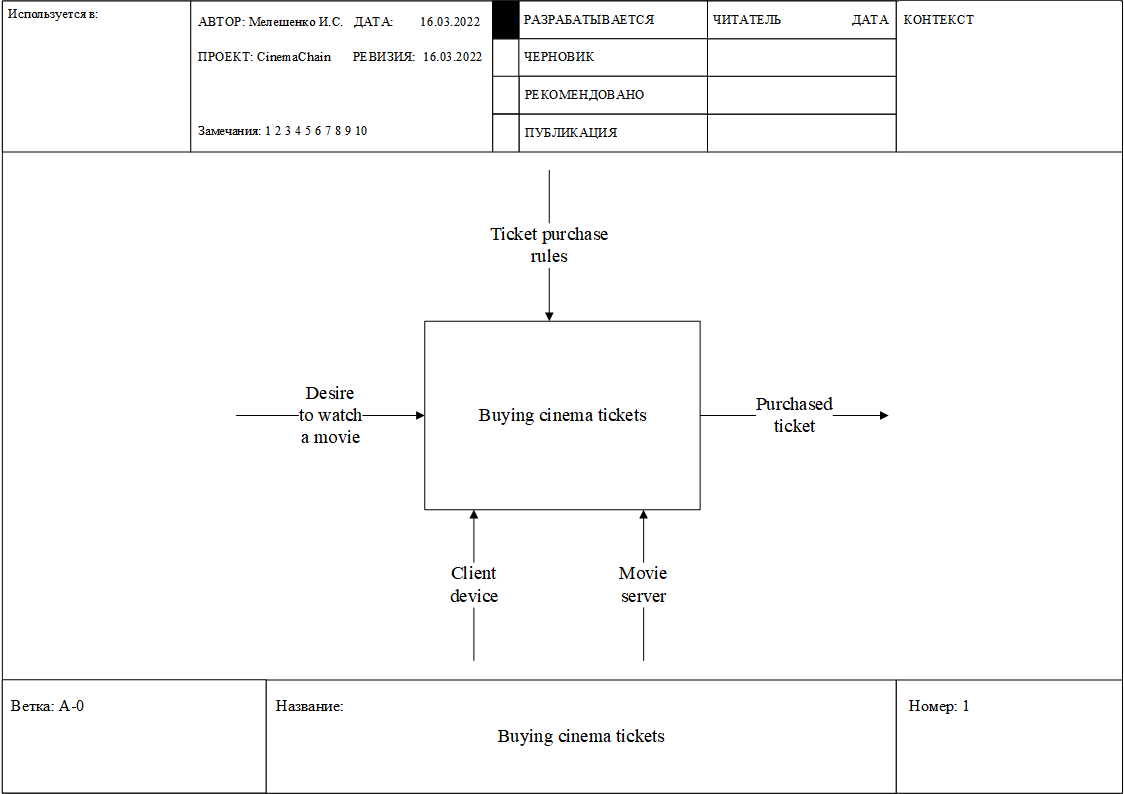 Используется в:
АВТОР: Мелешенко И.С. ДАТА: 16.03.2022
ПРОЕКТ: CinemaChain РЕВИЗИЯ: 16.03.2022
Замечания: 1 2 3 4 5 6 7 8 9 10
РАЗРАБАТЫВАЕТСЯ
ЧЕРНОВИК
РЕКОМЕНДОВАНО
ПУБЛИКАЦИЯ
ЧИТАТЕЛЬ ДАТА
КОНТЕКСТ
Ticket purchase
rules
Desire
to watch
a movie
Buying cinema tickets
Purchased
ticket
Client
device
Movie
server
Ветка: А-0
Название:
Buying cinema tickets
Номер: 1